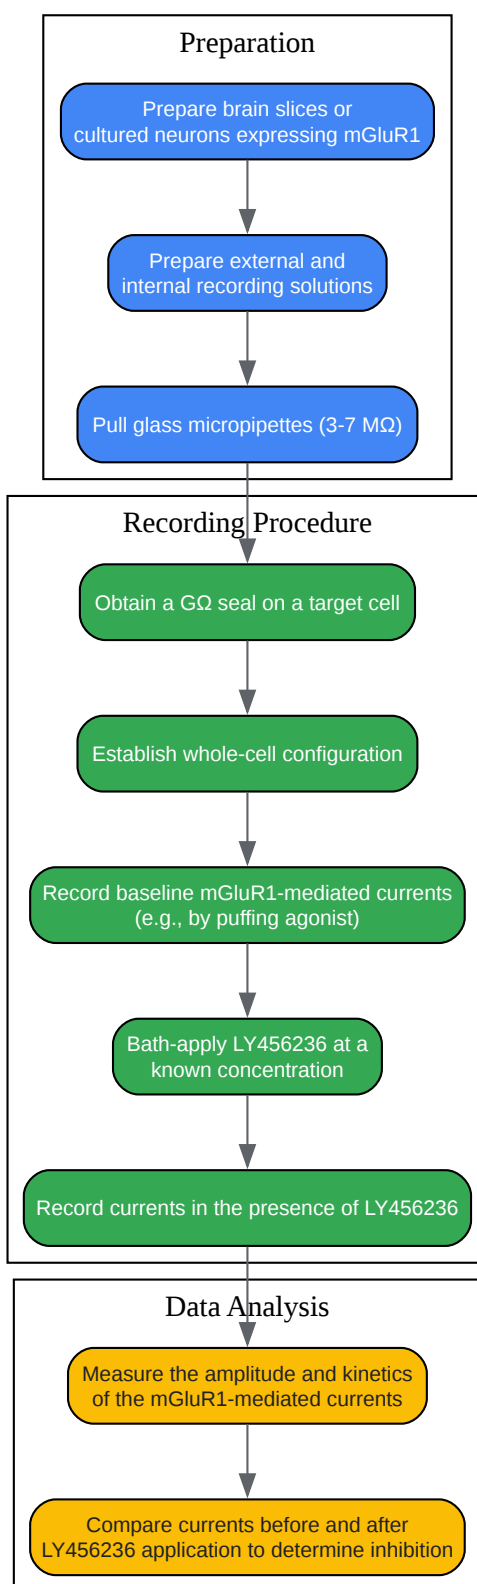 Preparation
Prepare brain slices or
cultured neurons expressing mGluR1
Prepare external and
internal recording solutions
Pull glass micropipettes (3-7 MΩ)
Recording Procedure
Obtain a GΩ seal on a target cell
Establish whole-cell configuration
Record baseline mGluR1-mediated currents
(e.g., by puffing agonist)
Bath-apply LY456236 at a
known concentration
Record currents in the presence of LY456236
Data Analysis
Measure the amplitude and kinetics
of the mGluR1-mediated currents
Compare currents before and after
LY456236 application to determine inhibition